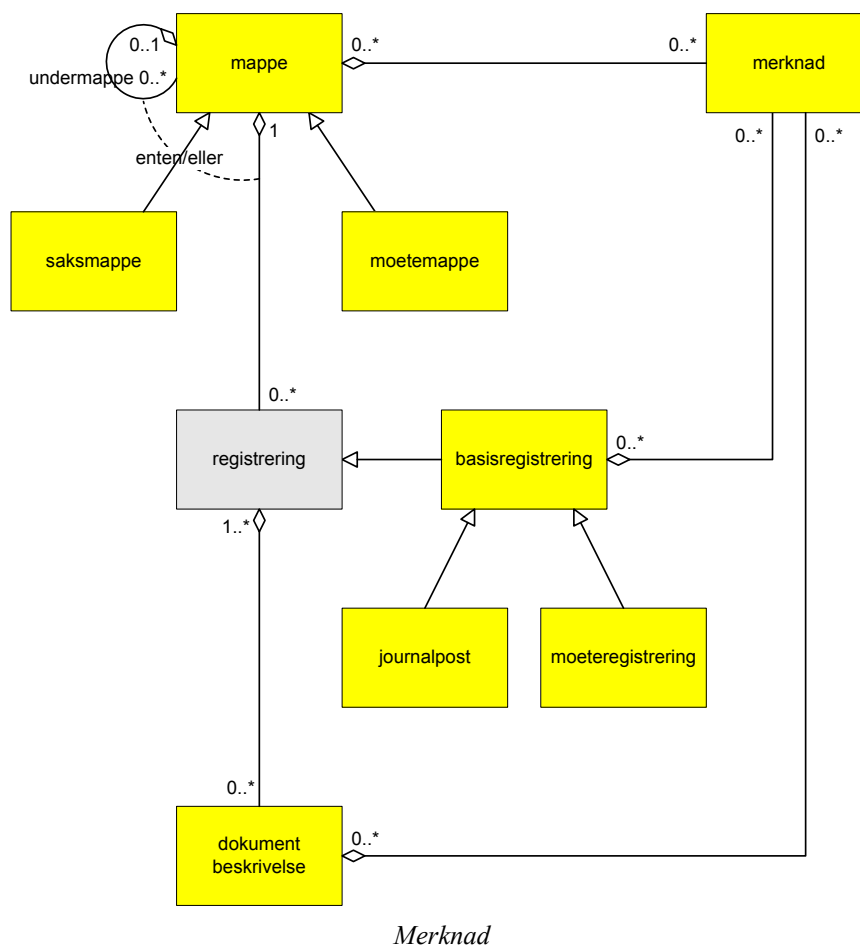 0..1
0..*
0..*
mappe
merknad
undermappe 0..*
1
0..*
0..*
enten/eller
saksmappe
moetemappe
0..*
registrering
basisregistrering
0..*
1..*
journalpost
moeteregistrering
0..*
dokument
beskrivelse
0..*
Merknad